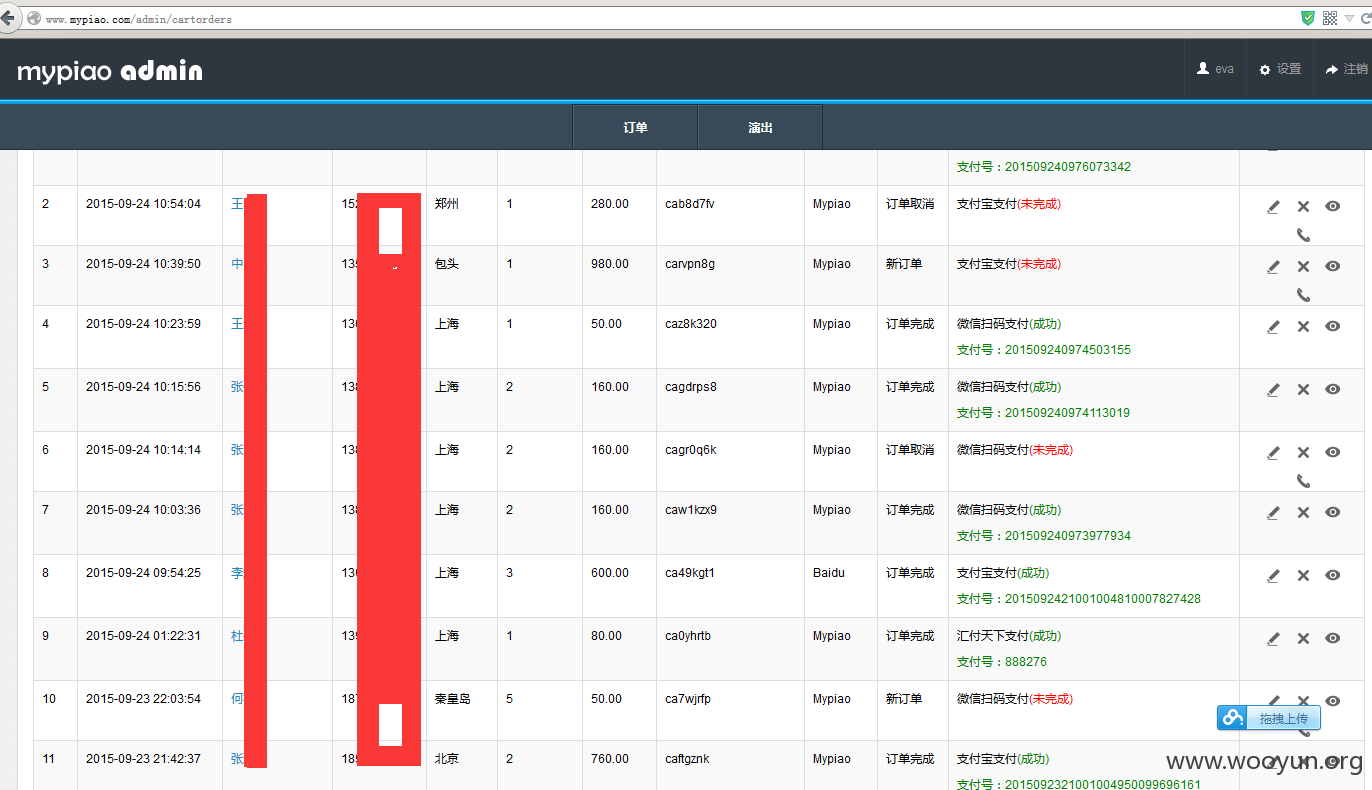 www.mypiao.com/admin/cartorders
mypiao admin
eva 设置 注销
订单 演出
支付号：201509240976073342
2 2015-09-24 10:54:04 王 152 郑州 1 280.00 cab8d7fv Mypiao 订单取消 支付宝支付(未完成)
3 2015-09-24 10:39:50 中 135 包头 1 980.00 carvpn8g Mypiao 新订单 支付宝支付(未完成)
4 2015-09-24 10:23:59 王 130 上海 1 50.00 caz8k320 Mypiao 订单完成 微信扫码支付(成功)
支付号：201509240974503155
5 2015-09-24 10:15:56 张 138 上海 2 160.00 cagdrps8 Mypiao 订单完成 微信扫码支付(成功)
支付号：201509240974113019
6 2015-09-24 10:14:14 张 138 上海 2 160.00 cagr0q6k Mypiao 订单取消 微信扫码支付(未完成)
7 2015-09-24 10:03:36 张 138 上海 2 160.00 caw1kzx9 Mypiao 订单完成 微信扫码支付(成功)
支付号：201509240973977934
8 2015-09-24 09:54:25 李 136 上海 3 600.00 ca49kgt1 Baidu 订单完成 支付宝支付(成功)
支付号：2015092421001004810007827428
9 2015-09-24 01:22:31 杜 139 上海 1 80.00 ca0yhrtb Mypiao 订单完成 汇付天下支付(成功)
支付号：888276
10 2015-09-23 22:03:54 何 187 秦皇岛 5 50.00 ca7wjrfp Mypiao 新订单 微信扫码支付(未完成)
拖拽上传
11 2015-09-23 21:42:37 张 185 北京 2 760.00 caftgznk Mypiao 订单完成 支付宝支付(成功)
支付号：2015092321001004950099696161
www.wooyun.org